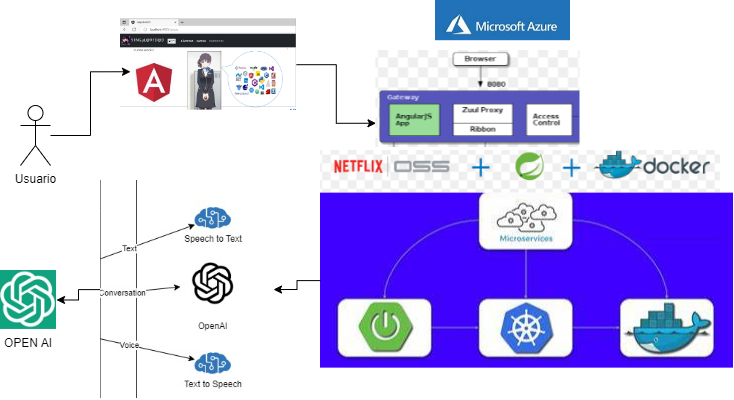 Microsoft Azure
Browser
8080
Gateway
AngularJS
App
Zuul Proxy
Ribbon
Access
Control
Usuario
NETFLIX OSS + + docker
Microservices
Speech to Text
Text
Conversation
OpenAI
OPEN AI
Voice
Text to Speech